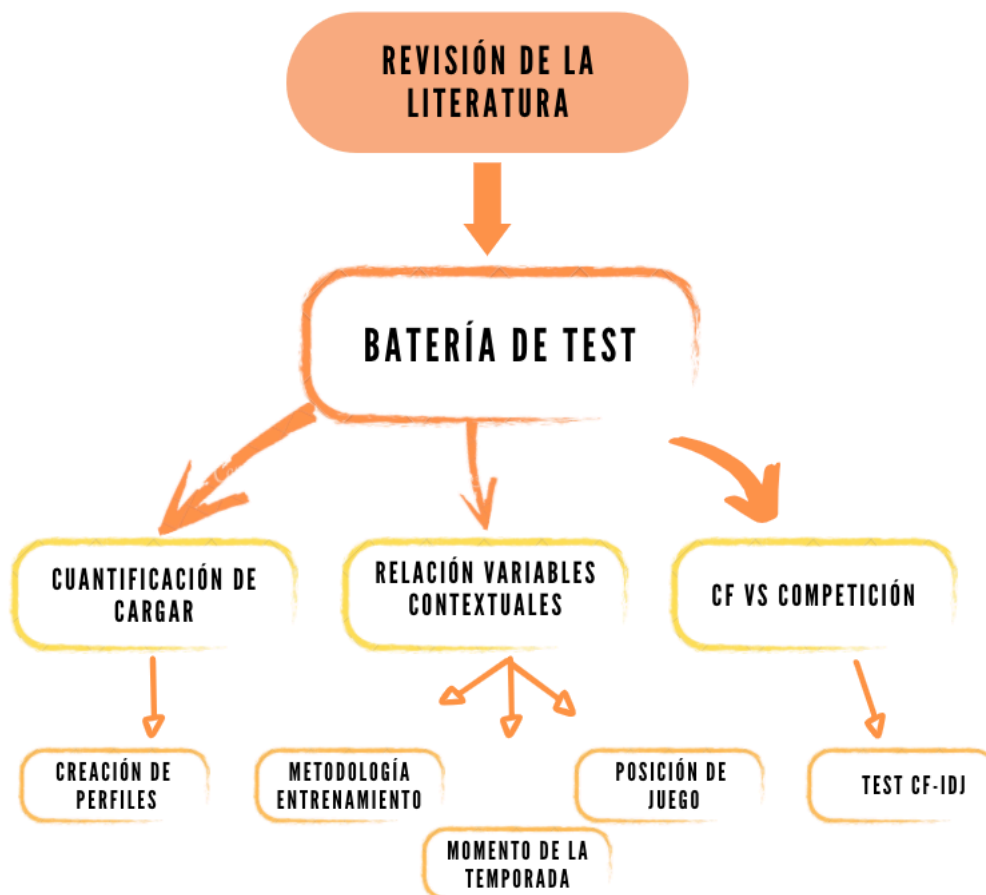 REVISIÓN DE LA
LITERATURA
BATERÍA DE TEST
CUANTIFICACIÓN DE
CARGAR
RELACIÓN VARIABLES
CONTEXTUALES
CF VS COMPETICIÓN
CREACIÓN DE
PERFILES
METODOLOGÍA
ENTRENAMIENTO
POSICIÓN DE
JUEGO
TEST CF-IDJ
MOMENTO DE LA
TEMPORADA